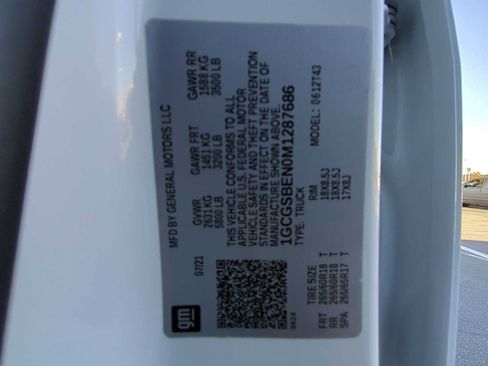 MFD BY GENERAL MOTORS LLC
07/21
GVWR
2631 KG
5800 LB
GAWR FRT
1451 KG
3200 LB
GAWR RR
1588 KG
3500 LB
THIS VEHICLE CONFORMS TO ALL
APPLICABLE U.S. FEDERAL MOTOR
VEHICLE SAFETY AND THEFT PREVENTION
STANDARDS IN EFFECT ON THE DATE OF
MANUFACTURE SHOWN ABOVE.
1GCGSBEN0M1287686
TYPE: TRUCK
MODEL: 0612T43
gm
TIRE SIZE
RIM
FRT 265/60R18 T 18X8.5J
RR 265/60R18 T 18X8.5J
SPA 255/65R17 T 17X8J